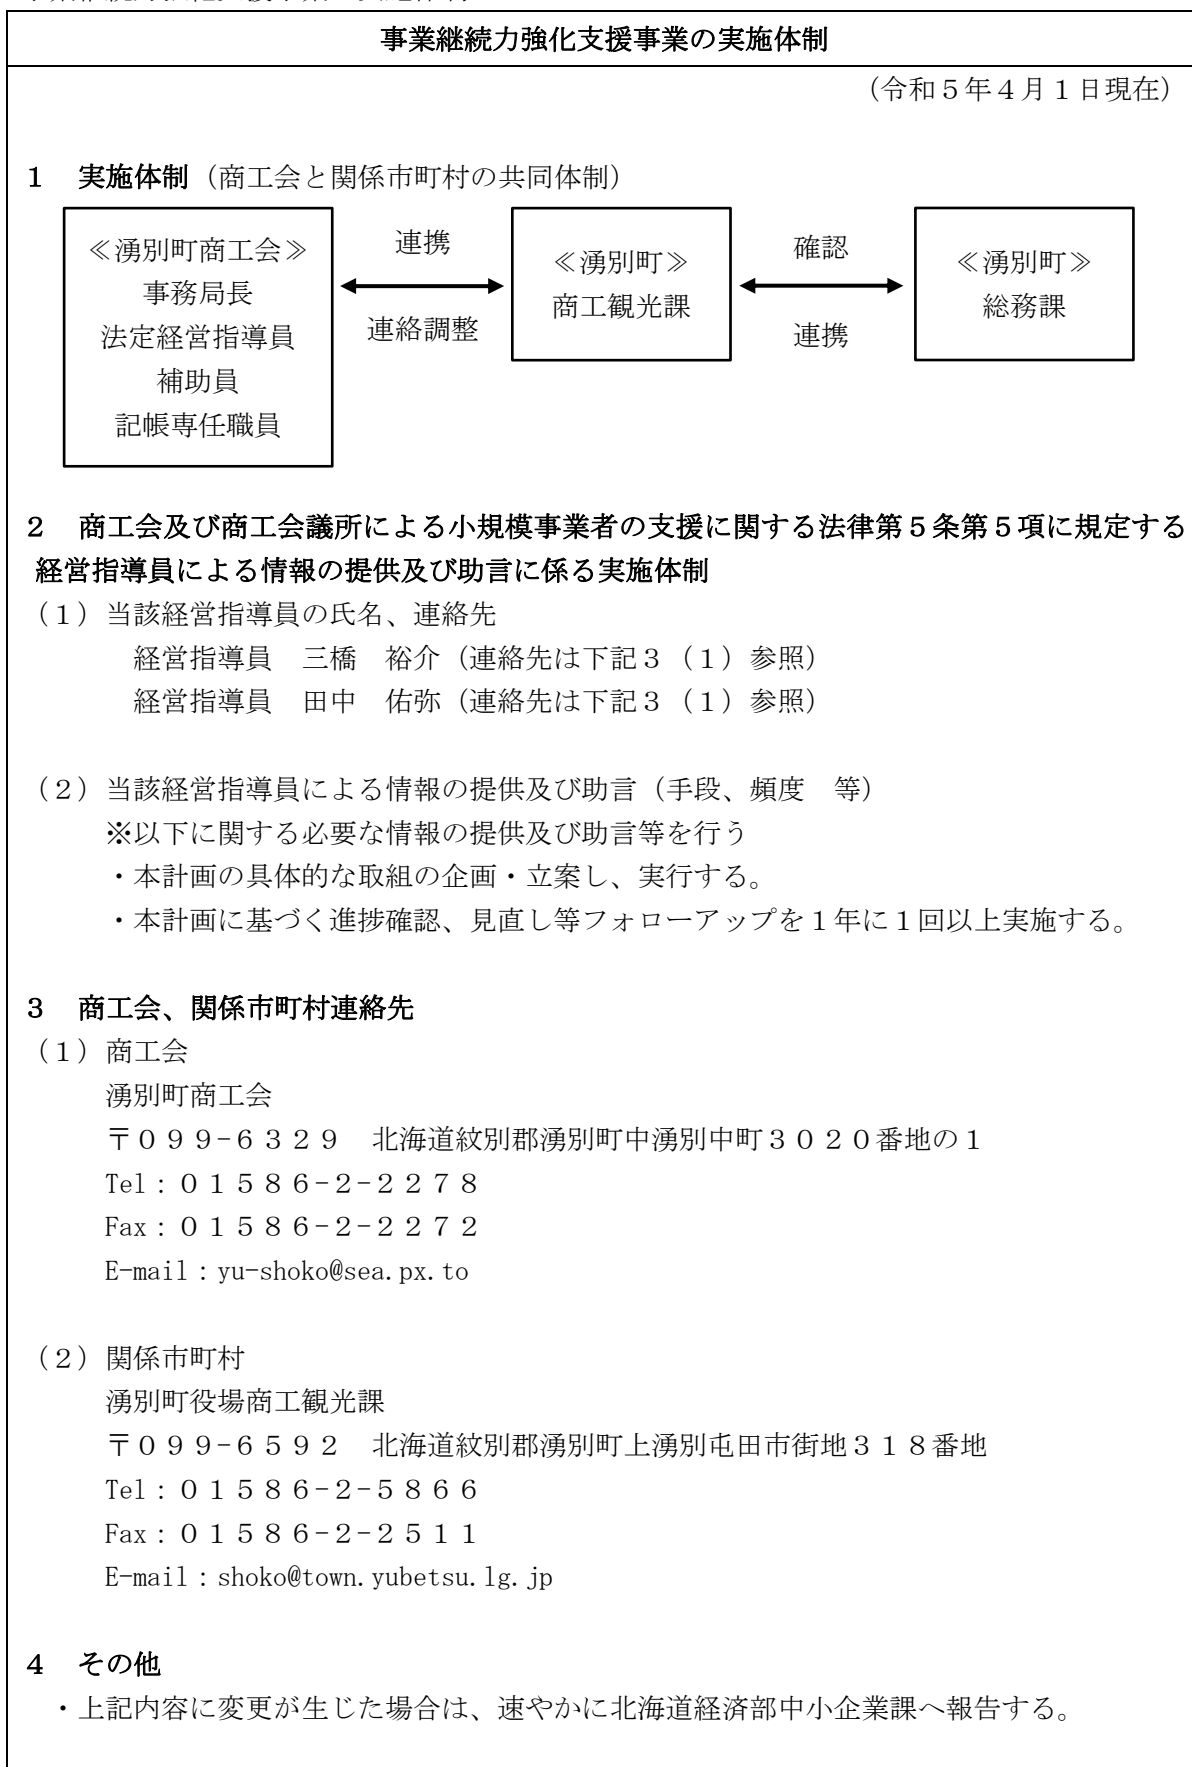 事業継続力強化支援事業の実施体制
（令和５年４月１日現在）
１　実施体制（商工会と関係市町村の共同体制）
≪湧別町商工会≫
事務局長
法定経営指導員
補助員
記帳専任職員
連携
連絡調整
≪湧別町≫
商工観光課
確認
連携
≪湧別町≫
総務課
２　商工会及び商工会議所による小規模事業者の支援に関する法律第５条第５項に規定する
経営指導員による情報の提供及び助言に係る実施体制
（１）当該経営指導員の氏名、連絡先
経営指導員　三橋　裕介（連絡先は下記３（１）参照）
経営指導員　田中　佑弥（連絡先は下記３（１）参照）
（２）当該経営指導員による情報の提供及び助言（手段、頻度　等）
※以下に関する必要な情報の提供及び助言等を行う
・本計画の具体的な取組の企画・立案し、実行する。
・本計画に基づく進捗確認、見直し等フォローアップを１年に１回以上実施する。
３　商工会、関係市町村連絡先
（１）商工会
湧別町商工会
〒０９９-６３２９　北海道紋別郡湧別町中湧別中町３０２０番地の１
Tel：０１５８６-２-２２７８
Fax：０１５８６-２-２２７２
E-mail：yu-shoko@sea.px.to
（２）関係市町村
湧別町役場商工観光課
〒０９９-６５９２　北海道紋別郡湧別町上湧別屯田市街地３１８番地
Tel：０１５８６-２-５８６６
Fax：０１５８６-２-２５１１
E-mail：shoko@town.yubetsu.lg.jp
４　その他
・上記内容に変更が生じた場合は、速やかに北海道経済部中小企業課へ報告する。